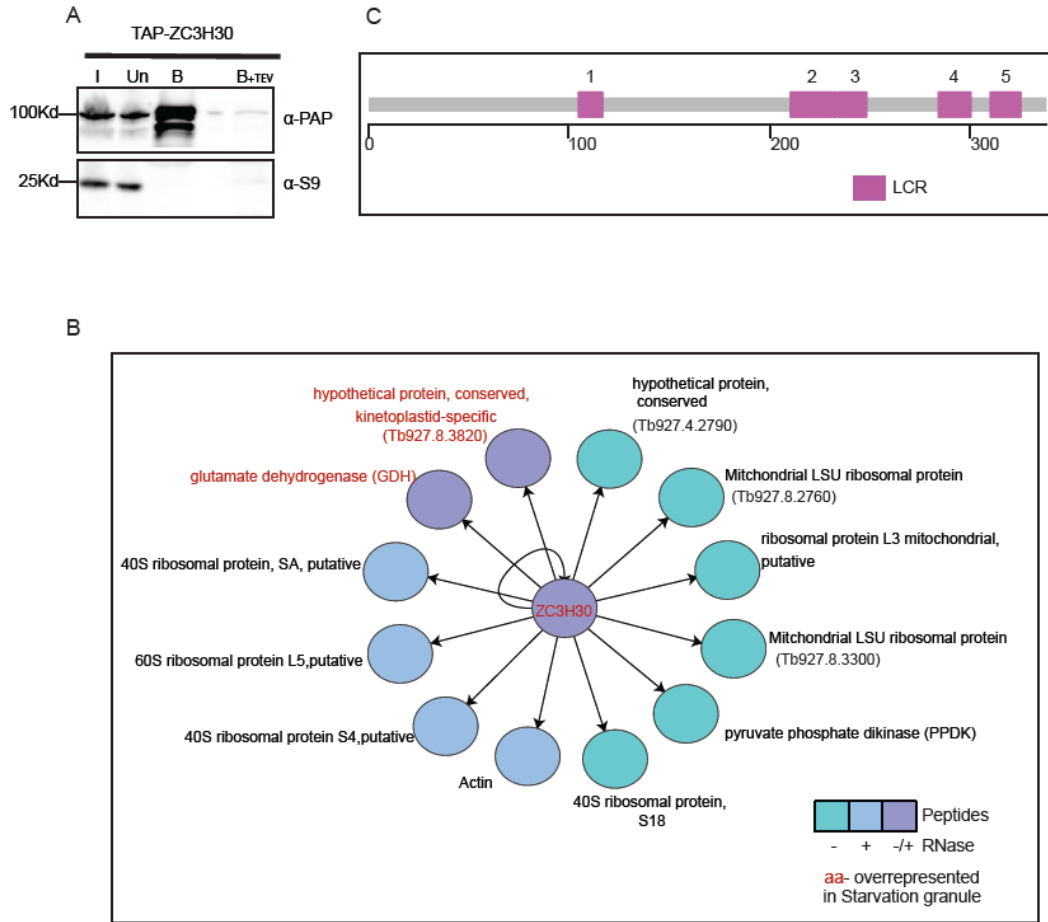 A
TAP-ZC3H30
I Un B B+TEV
100Kd
α-PAP
25Kd
α-S9
C
1 2 3 4 5
0 100 200 300
LCR
B
hypothetical protein, conserved,
kinetoplastid-specific
(Tb927.8.3820)
hypothetical protein,
conserved
(Tb927.4.2790)
glutamate dehydrogenase (GDH)
Mitchondrial LSU ribosomal protein
(Tb927.8.2760)
40S ribosomal protein, SA, putative
ribosomal protein L3 mitochondrial,
putative
ZC3H30
60S ribosomal protein L5,putative
Mitchondrial LSU ribosomal protein
(Tb927.8.3300)
40S ribosomal protein S4,putative
pyruvate phosphate dikinase (PPDK)
Actin
40S ribosomal protein,
S18
Peptides
- + -/+ RNase
aa- overrepresented
in Starvation granule